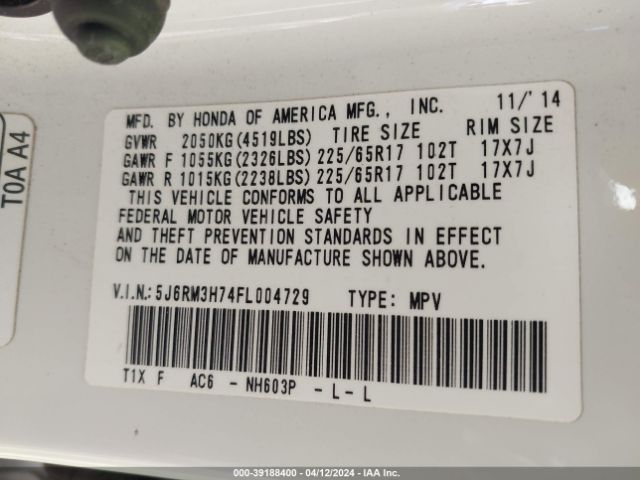 T0A A4
MFD. BY HONDA OF AMERICA MFG., INC. 11/'14
GVWR 2050KG(4519LBS) TIRE SIZE RIM SIZE
GAWR F 1055KG(2326LBS) 225/65R17 102T 17X7J
GAWR R 1015KG(2238LBS) 225/65R17 102T 17X7J
THIS VEHICLE CONFORMS TO ALL APPLICABLE
FEDERAL MOTOR VEHICLE SAFETY
AND THEFT PREVENTION STANDARDS IN EFFECT
ON THE DATE OF MANUFACTURE SHOWN ABOVE.
V.I.N.: 5J6RM3H74FL004729 TYPE: MPV
T1X F AC6 - NH603P - L - L
000-39188400 - 04/12/2024 - IAAI.COM